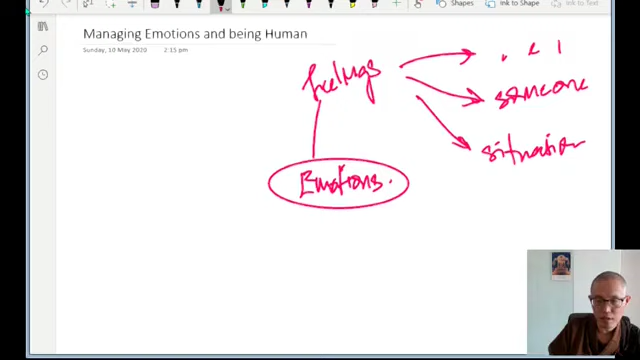 Shapes
Ink to Shape
Ink to Text
Managing Emotions and being Human
Sunday, 10 May 2020 2:15 pm
feelings
someone
situation
Emotions.